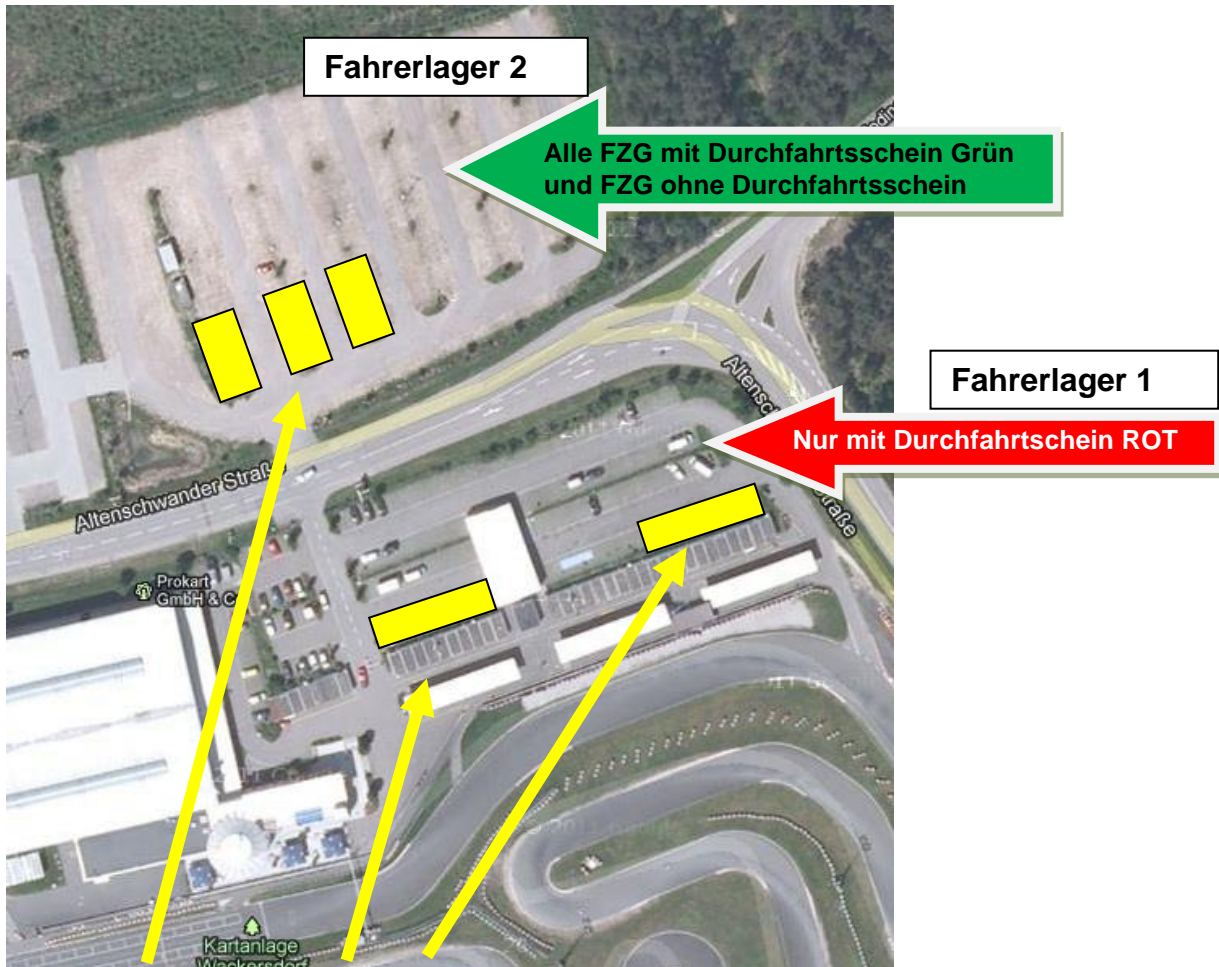 Fahrerlager 2
Alle FZG mit Durchfahrtsschein Grün
und FZG ohne Durchfahrtsschein
Fahrerlager 1
Nur mit Durchfahrtschein ROT
Altenschwander Straße
Prokart
GmbH & C
Kartanlage
Wackersdorf